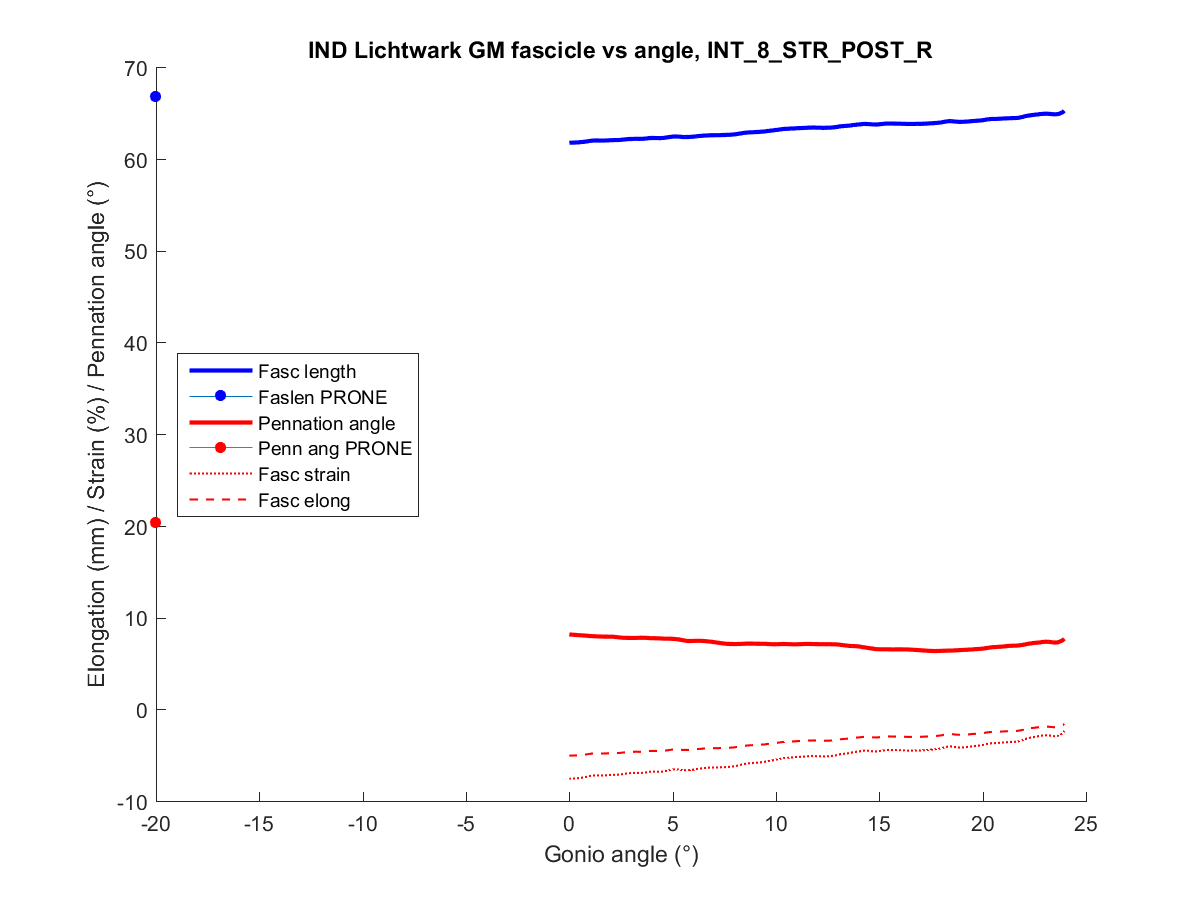 IND Lichtwark GM fascicle vs angle, INT_8_STR_POST_R
Elongation (mm) / Strain (%) / Pennation angle (°)
70
60
50
40
30
20
10
0
-10
Fasc length
Faslen PRONE
Pennation angle
Penn ang PRONE
Fasc strain
Fasc elong
-20 -15 -10 -5 0 5 10 15 20 25
Gonio angle (°)